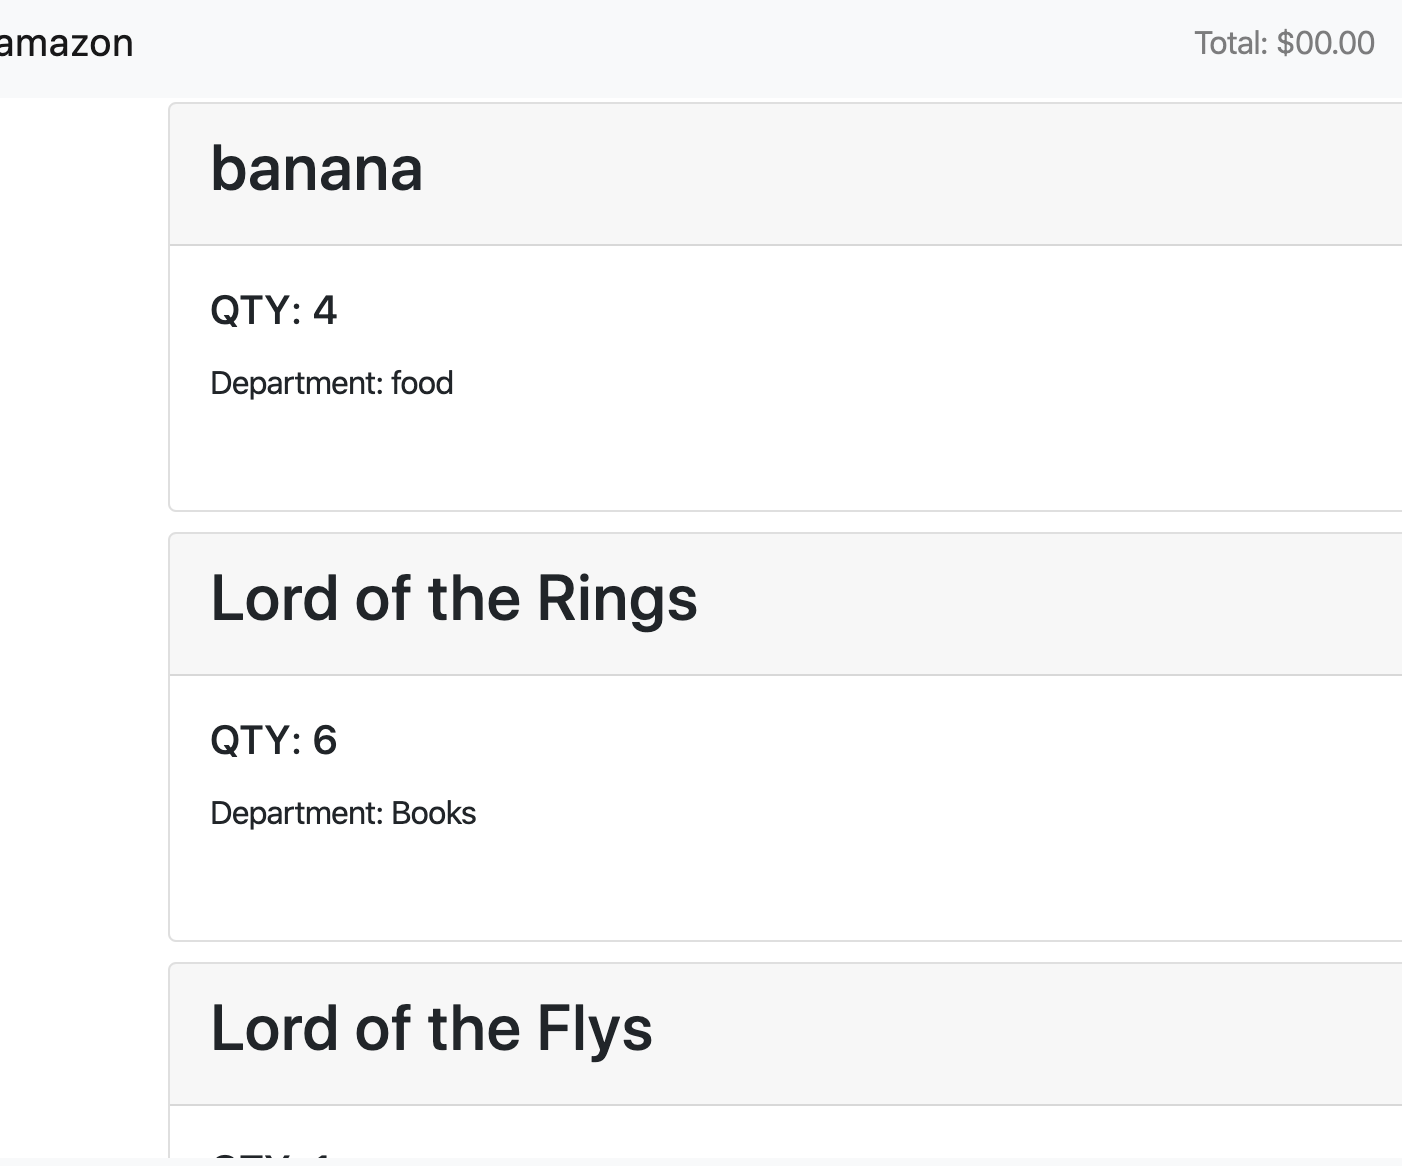 amazon
Total: $00.00
banana
QTY: 4
Department: food
Lord of the Rings
QTY: 6
Department: Books
Lord of the Flys